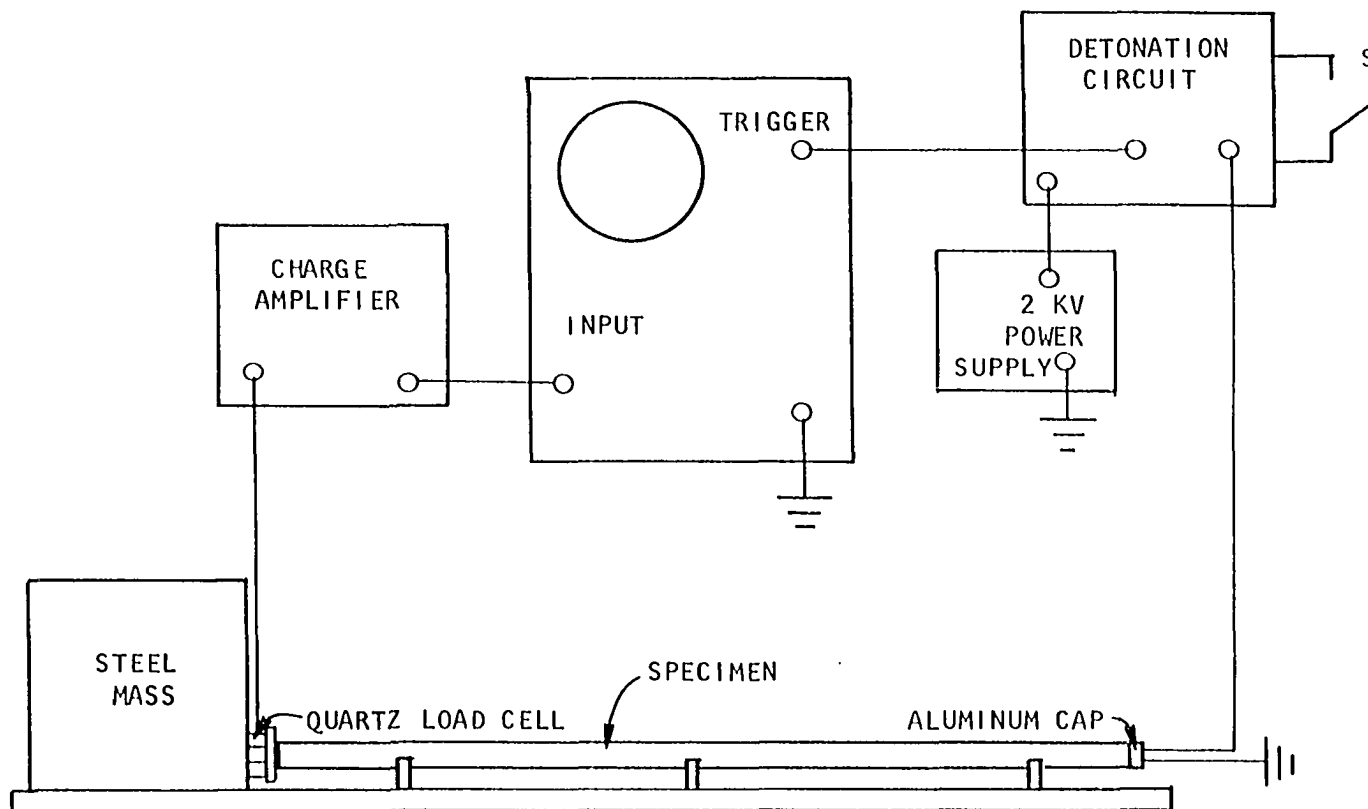 DETONATION
CIRCUIT
TRIGGER
CHARGE
AMPLIFIER
INPUT
2 KV
POWER
SUPPLY
STEEL
MASS
SPECIMEN
QUARTZ LOAD CELL
ALUMINUM CAP